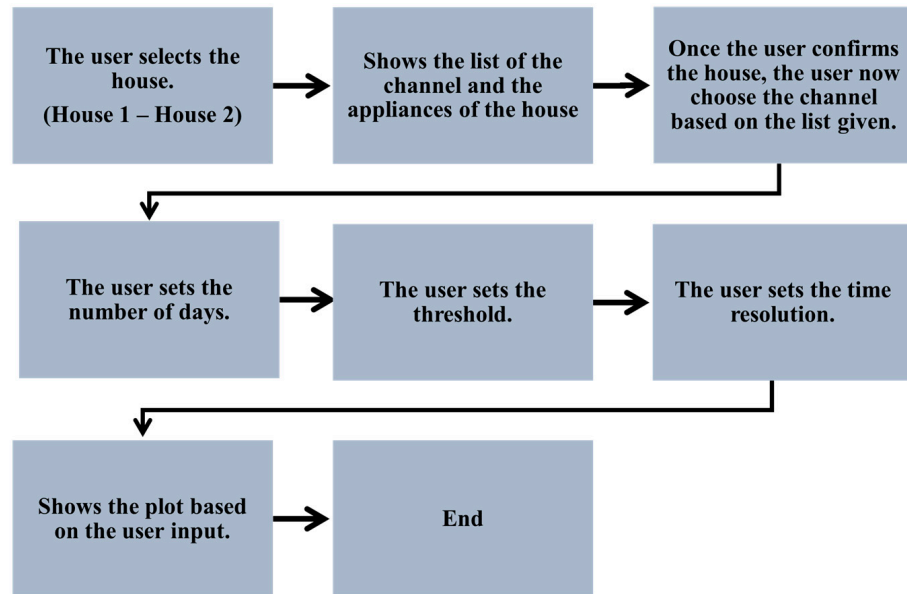 The user selects the
house.
(House 1 – House 2)
Shows the list of the
channel and the
appliances of the house
Once the user confirms
the house, the user now
choose the channel
based on the list given.
The user sets the
number of days.
The user sets the
threshold.
The user sets the time
resolution.
Shows the plot based
on the user input.
End